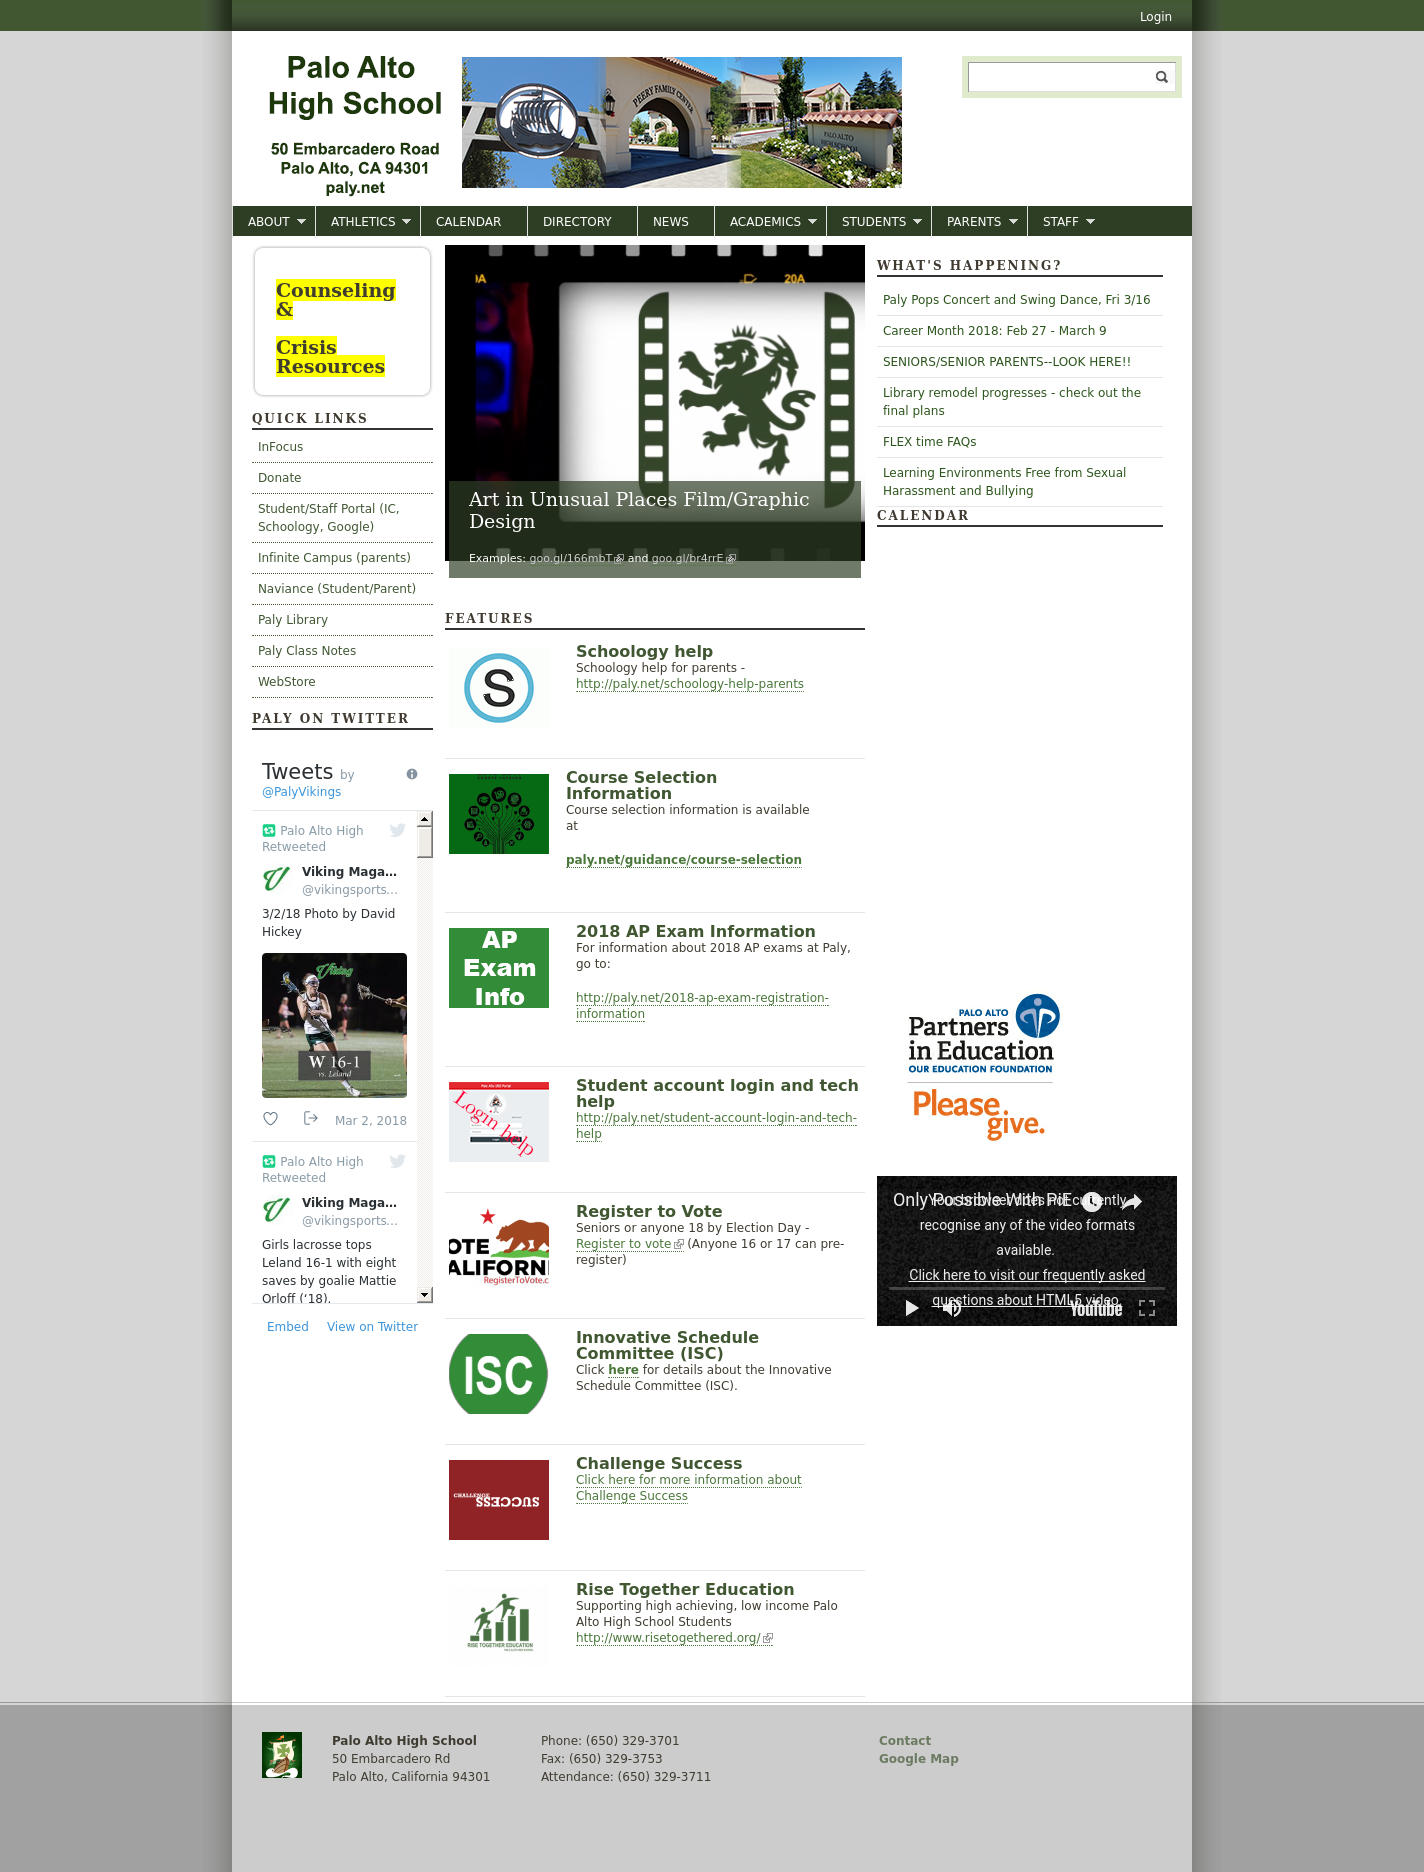 Login
Palo Alto
High School
50 Embarcadero Road
Palo Alto, CA 94301
paly.net
PEERY FAMILY CENTER
PALO ALTO
HIGH SCHOOL
ABOUT ATHLETICS CALENDAR DIRECTORY NEWS ACADEMICS STUDENTS PARENTS STAFF
Counseling
&
Crisis
Resources
QUICK LINKS
InFocus
Donate
Student/Staff Portal (IC,
Schoology, Google)
Infinite Campus (parents)
Naviance (Student/Parent)
Paly Library
Paly Class Notes
WebStore
PALY ON TWITTER
Tweets by
@PalyVikings
Palo Alto High
Retweeted
Viking Maga...
@vikingsports...
3/2/18 Photo by David
Hickey
Viking
W 16-1
vs. Leland
Mar 2, 2018
Palo Alto High
Retweeted
Viking Maga...
@vikingsports...
Girls lacrosse tops
Leland 16-1 with eight
saves by goalie Mattie
Orloff (‘18).
Embed View on Twitter
0A
20A
Art in Unusual Places Film/Graphic
Design
Examples: goo.gl/166mbT and goo.gl/br4rrE
FEATURES
S
Schoology help
Schoology help for parents -
http://paly.net/schoology-help-parents
Course Selection
Information
Course selection information is available
at
paly.net/guidance/course-selection
AP
Exam
Info
2018 AP Exam Information
For information about 2018 AP exams at Paly,
go to:
http://paly.net/2018-ap-exam-registration-
information
Palo Alto USD Portal
Login help
Student account login and tech
help
http://paly.net/student-account-login-and-tech-
help
OTE
ALIFORN
RegisterToVote.c
Register to Vote
Seniors or anyone 18 by Election Day -
Register to vote (Anyone 16 or 17 can pre-
register)
ISC
Innovative Schedule
Committee (ISC)
Click here for details about the Innovative
Schedule Committee (ISC).
CHALLENGE
SUCCESS
Challenge Success
Click here for more information about
Challenge Success
RISE TOGETHER EDUCATION
Rise Together Education
Supporting high achieving, low income Palo
Alto High School Students
http://www.risetogethered.org/
WHAT'S HAPPENING?
Paly Pops Concert and Swing Dance, Fri 3/16
Career Month 2018: Feb 27 - March 9
SENIORS/SENIOR PARENTS--LOOK HERE!!
Library remodel progresses - check out the
final plans
FLEX time FAQs
Learning Environments Free from Sexual
Harassment and Bullying
CALENDAR
PALO ALTO
Partners
in Education
OUR EDUCATION FOUNDATION
Please
give.
Only Possible With PiE
Your browser does not currently
recognise any of the video formats
available.
Click here to visit our frequently asked
questions about HTML5 video.
YouTube
Palo Alto High School
50 Embarcadero Rd
Palo Alto, California 94301
Phone: (650) 329-3701
Fax: (650) 329-3753
Attendance: (650) 329-3711
Contact
Google Map